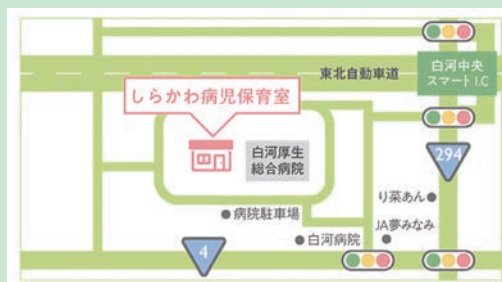 東北自動車道
白河中央
スマートI.C
しらかわ病児保育室
白河厚生
総合病院
294
り菜あん
病院駐車場
JA夢みなみ
白河病院
4